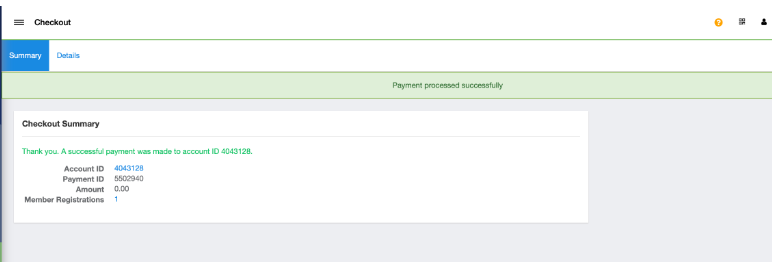 Checkout
Summary Details
Payment processed successfully
Checkout Summary
Thank you. A successful payment was made to account ID 4043128.
Account ID 4043128
Payment ID 5502940
Amount 0.00
Member Registrations 1